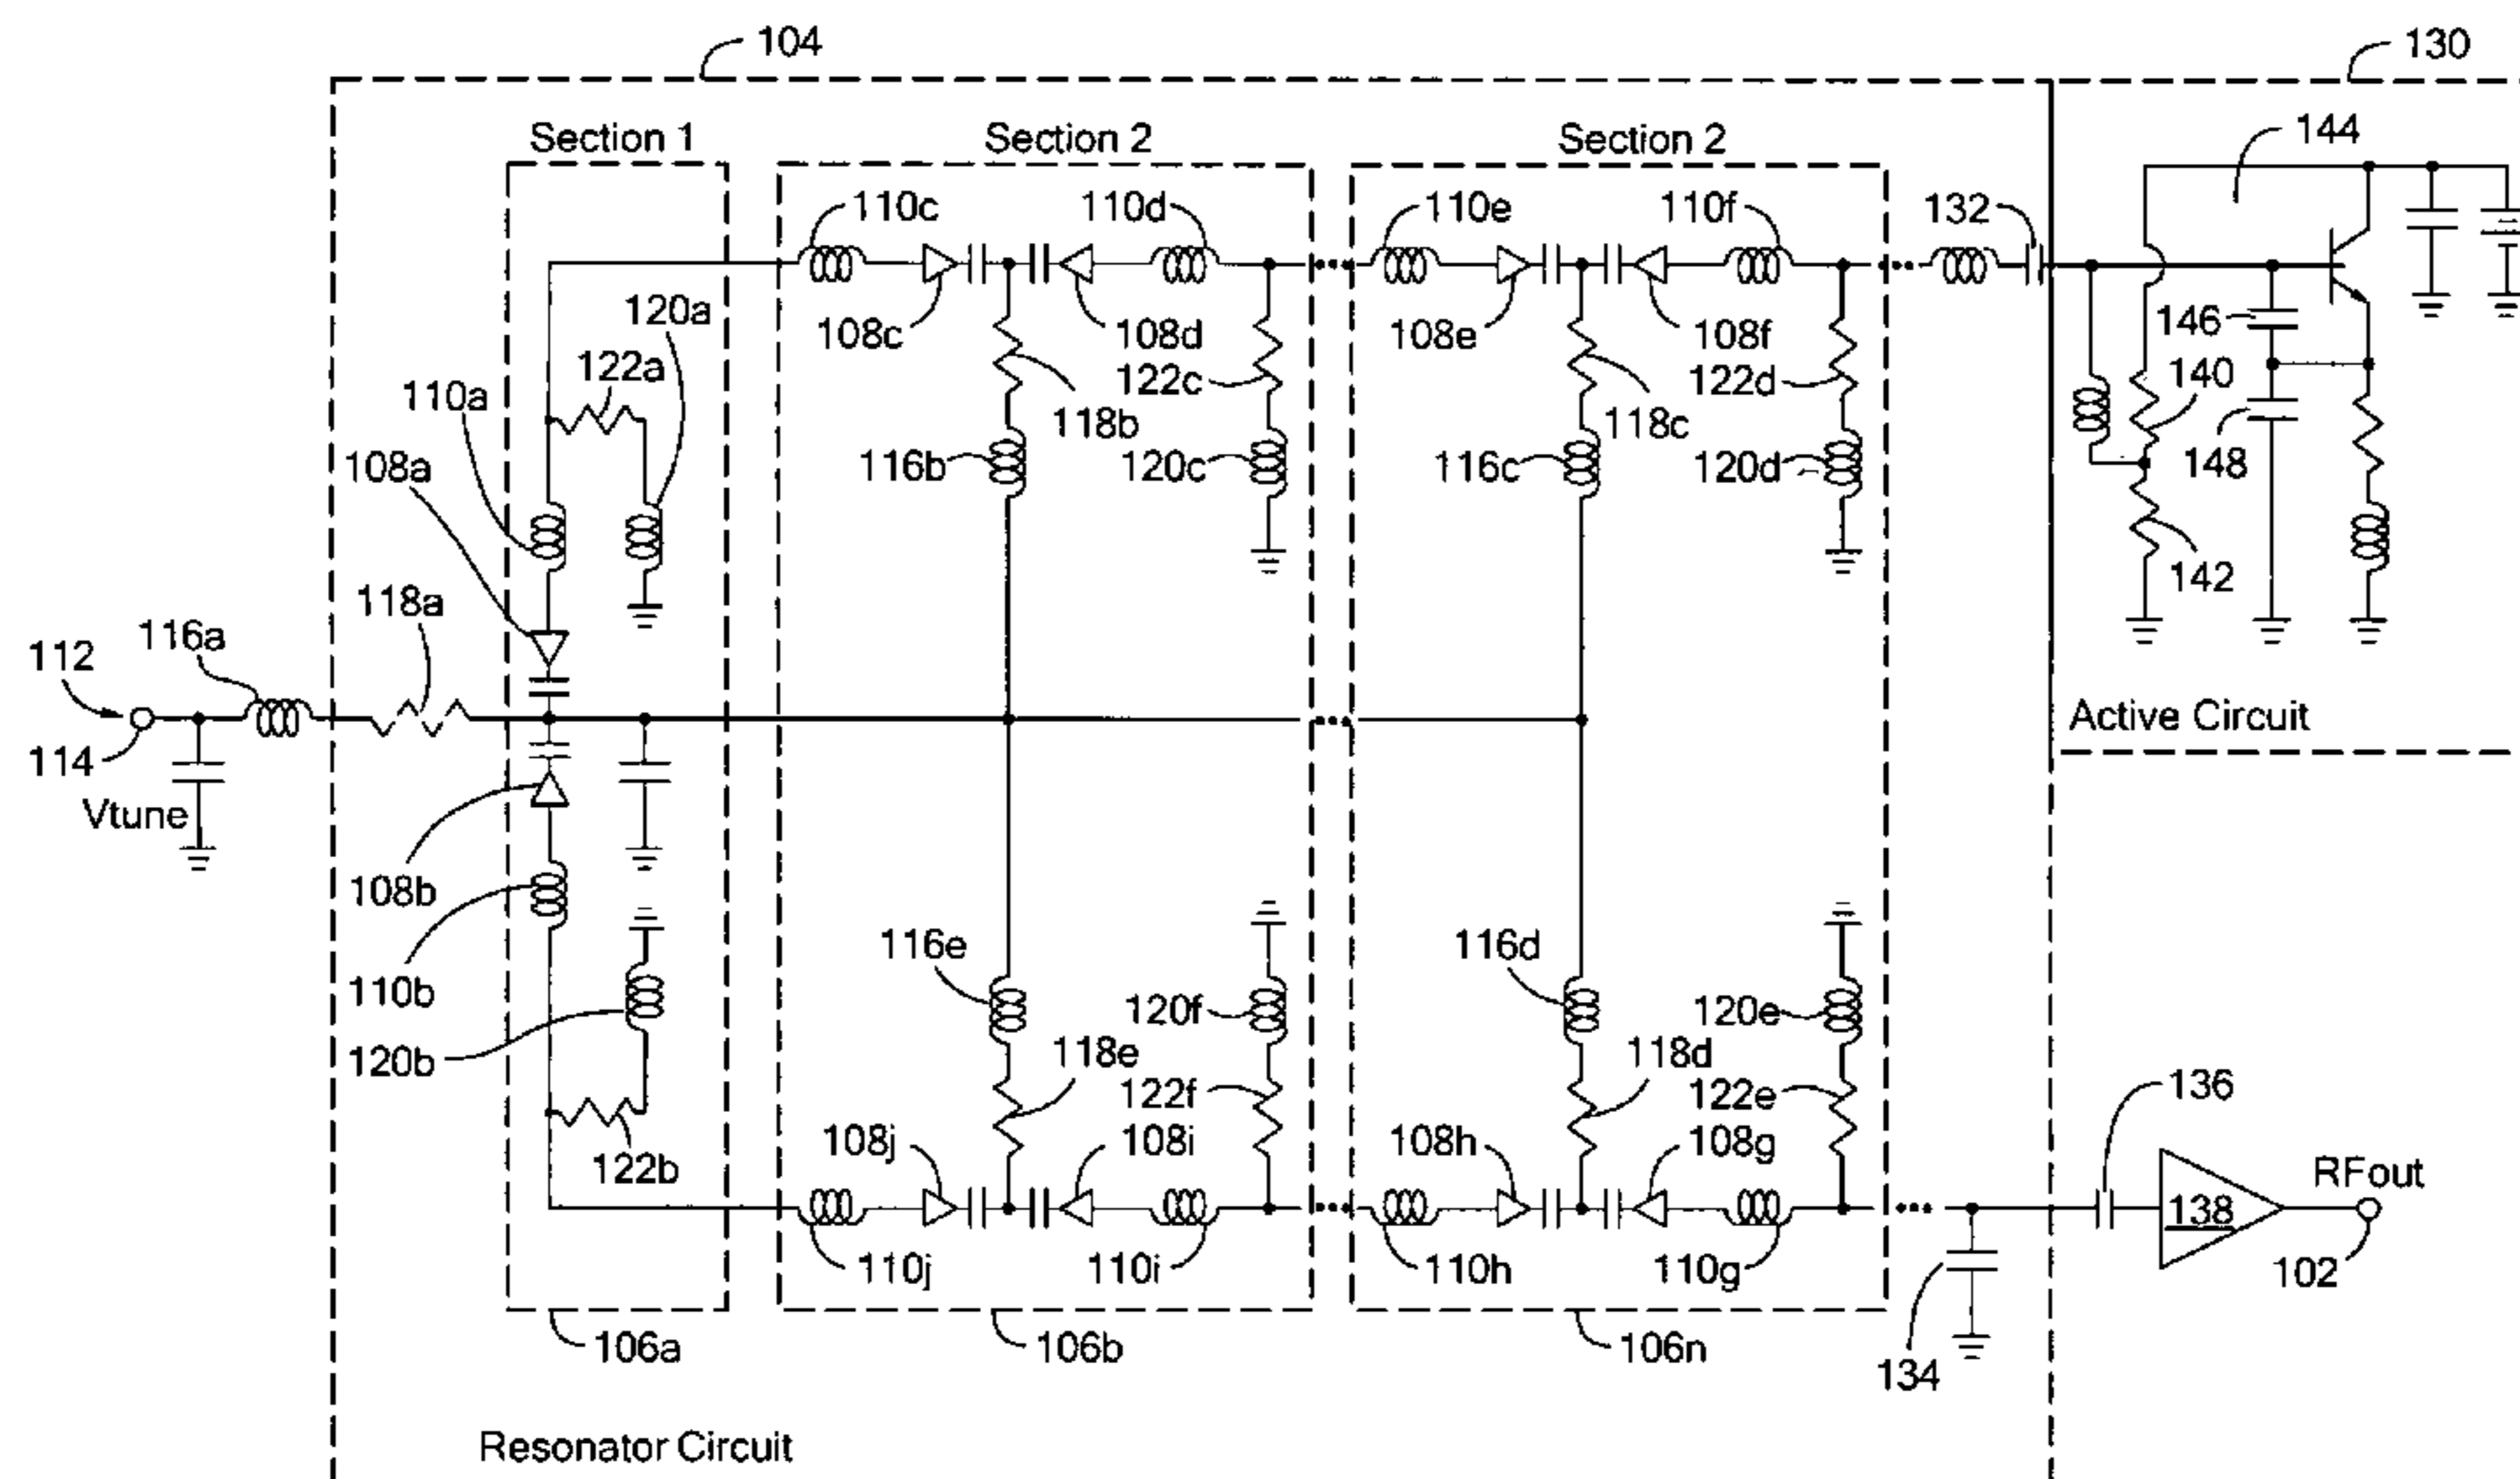 104
130
Section 1
Section 2
Section 2
144
110c
110d
110e
110f
132
120a
108c
108d
108e
108f
146
122a
122c
122d
140
110a
118b
118c
108a
116b
120c
116c
120d
148
142
118a
116a
112
114
Vtune
Active Circuit
108b
110b
120b
116e
116d
120f
120e
118e
118d
122f
122e
136
108j
108i
108h
108g
122b
RFout
138
110j
110i
110h
110g
102
106a
106b
106n
134
Resonator Circuit